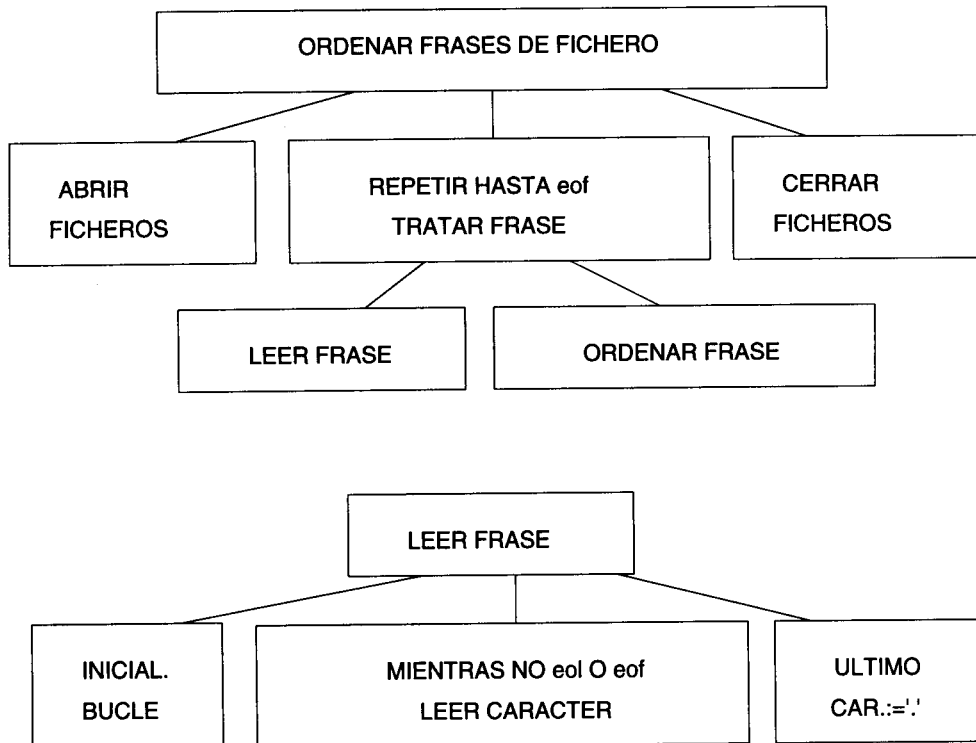 ORDENAR FRASES DE FICHERO
ABRIR
FICHEROS
REPETIR HASTA eof
TRATAR FRASE
CERRAR
FICHEROS
LEER FRASE
ORDENAR FRASE
LEER FRASE
INICIAL.
BUCLE
MIENTRAS NO eol O eof
LEER CARACTER
ULTIMO
CAR.:='.'